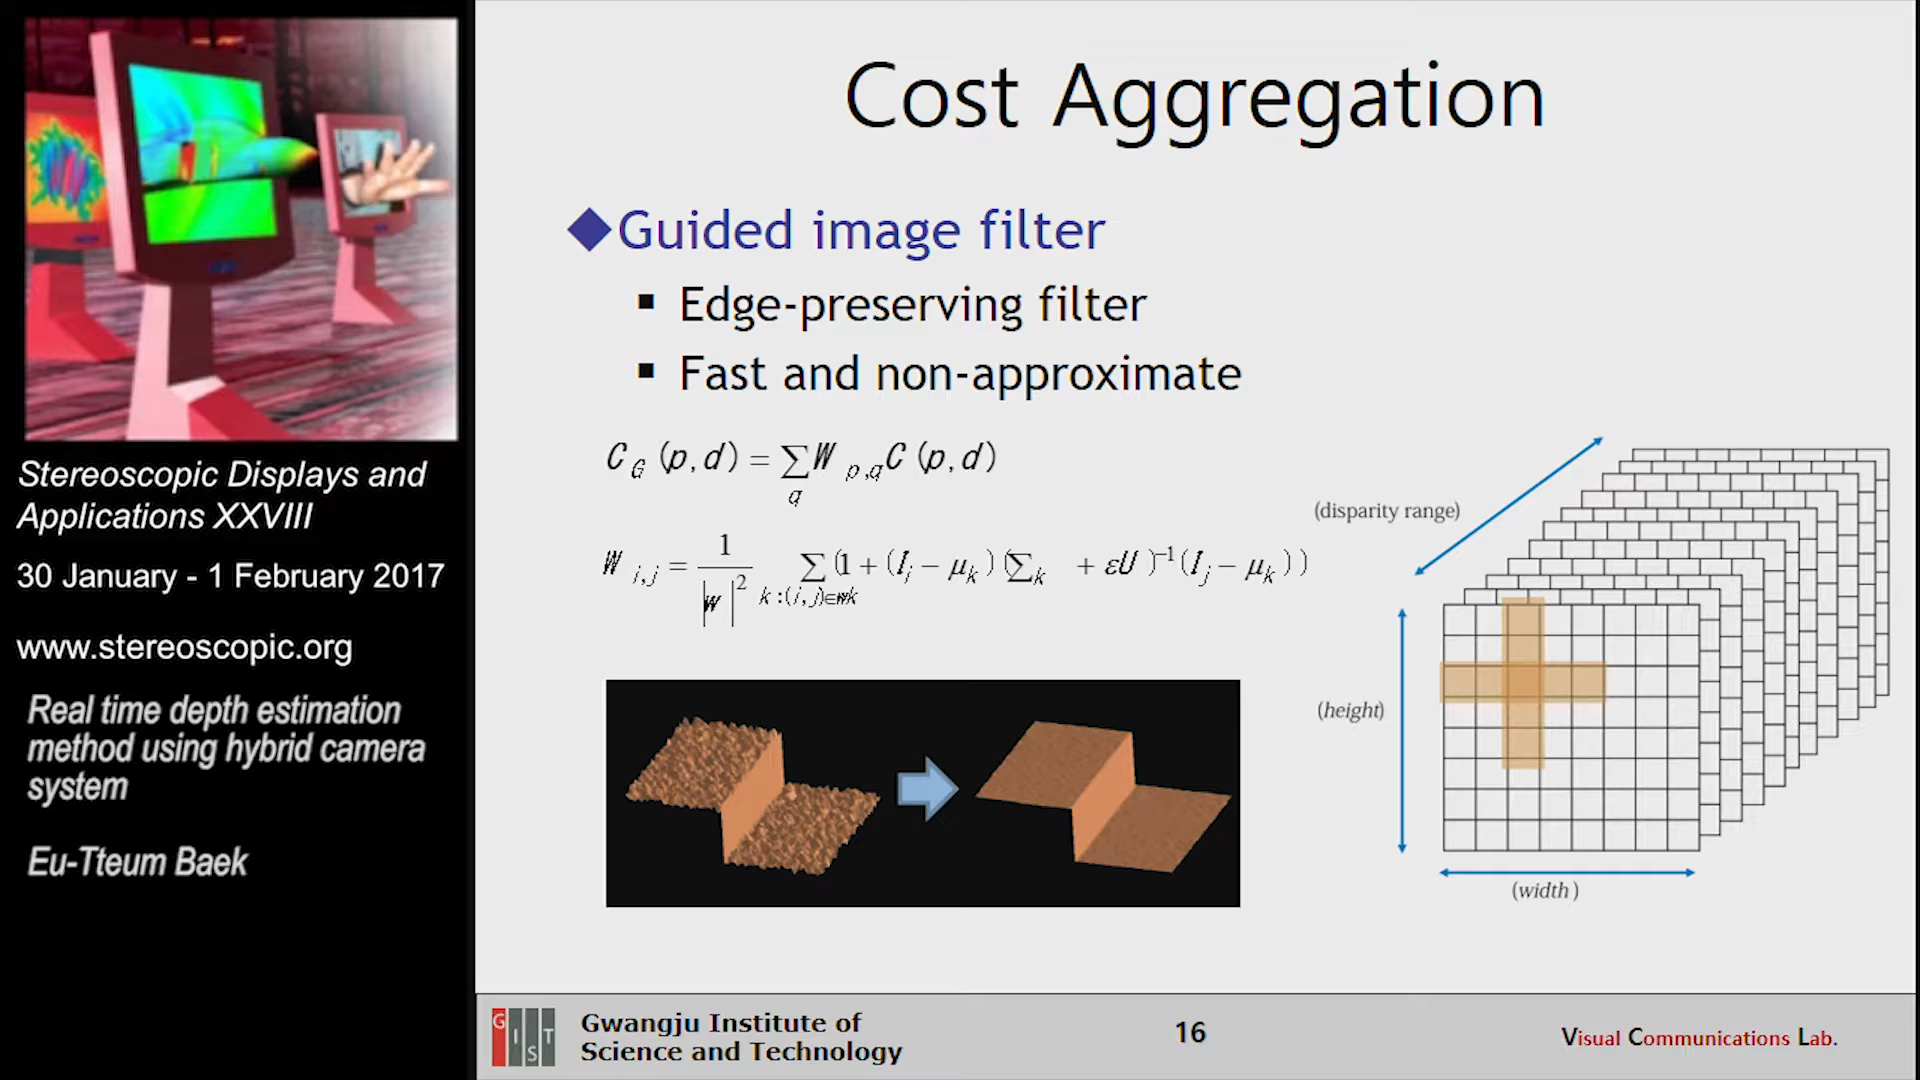 Stereoscopic Displays and
Applications XXVIII
30 January - 1 February 2017
www.stereoscopic.org
Real time depth estimation
method using hybrid camera
system
Eu-Tteum Baek
Cost Aggregation
Guided image filter
Edge-preserving filter
Fast and non-approximate
C_G (p,d) = ∑_q W_{p,q} C (p,d)
W_{i,j} = 1/|w|^2 ∑_{k:(i,j)∈wk} (1 + (I_i − μ_k)(∑_k + εU)^{-1}(I_j − μ_k))
(disparity range)
(height)
(width)
GIST
Gwangju Institute of
Science and Technology
16
Visual Communications Lab.